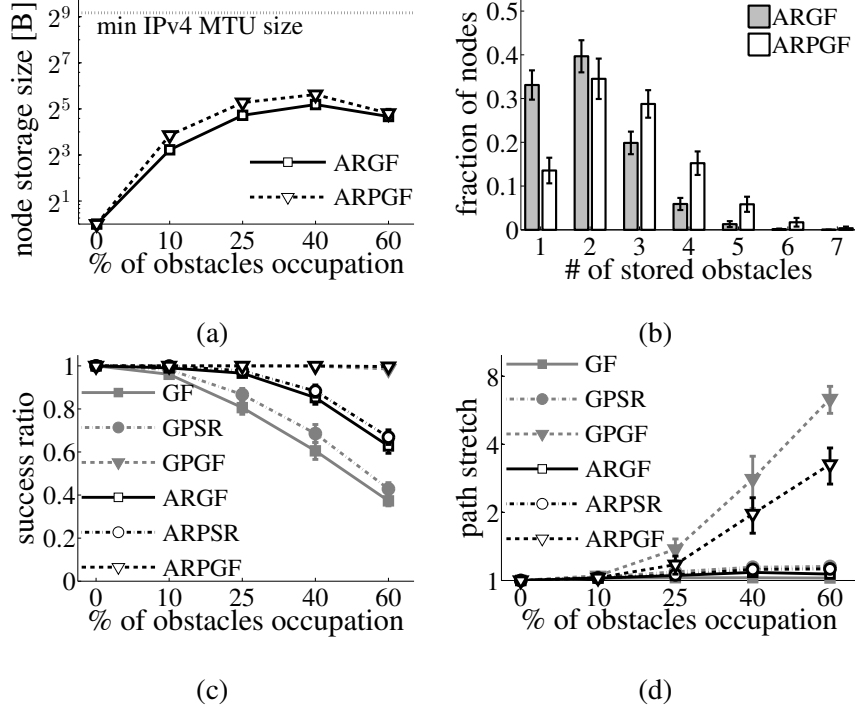 node storage size [B]
2^9
2^7
2^5
2^3
2^1
min IPv4 MTU size
ARGF
ARPGF
0 10 25 40 60
% of obstacles occupation
(a)
fraction of nodes
0.5
0.4
0.3
0.2
0.1
0
ARGF
ARPGF
1 2 3 4 5 6 7
# of stored obstacles
(b)
success ratio
1
0.8
0.6
0.4
0.2
0
GF
GPSR
GPGF
ARGF
ARPSR
ARPGF
0 10 25 40 60
% of obstacles occupation
(c)
path stretch
8
4
2
1
GF
GPSR
GPGF
ARGF
ARPSR
ARPGF
0 10 25 40 60
% of obstacles occupation
(d)